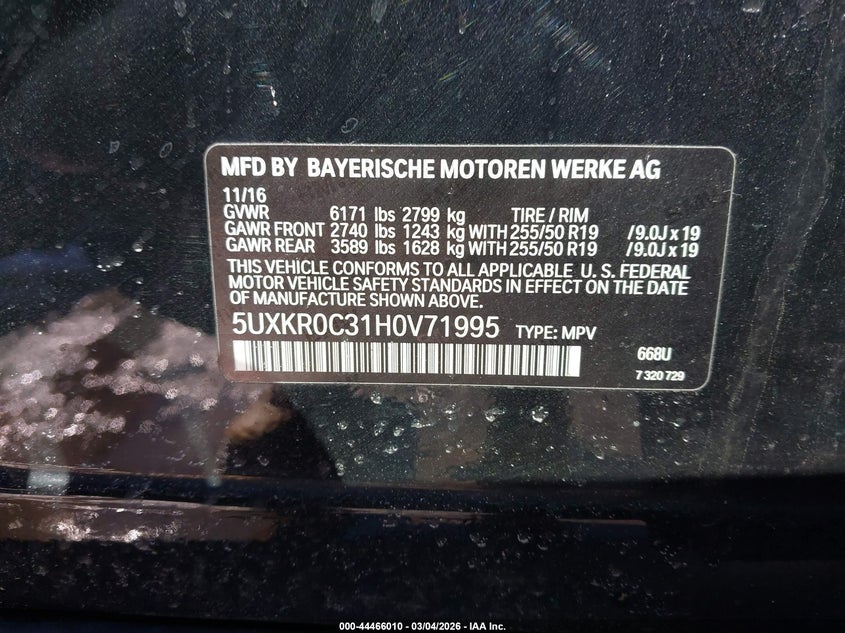 MFD BY BAYERISCHE MOTOREN WERKE AG
11/16
GVWR 6171 lbs 2799 kg TIRE / RIM
GAWR FRONT 2740 lbs 1243 kg WITH 255/50 R19 /9.0J x 19
GAWR REAR 3589 lbs 1628 kg WITH 255/50 R19 /9.0J x 19
THIS VEHICLE CONFORMS TO ALL APPLICABLE U. S. FEDERAL
MOTOR VEHICLE SAFETY STANDARDS IN EFFECT ON THE DATE
OF MANUFACTURE SHOWN ABOVE.
5UXKR0C31H0V71995 TYPE: MPV
668U
7 320 729
000-44466010 - 03/04/2026 - IAA Inc.